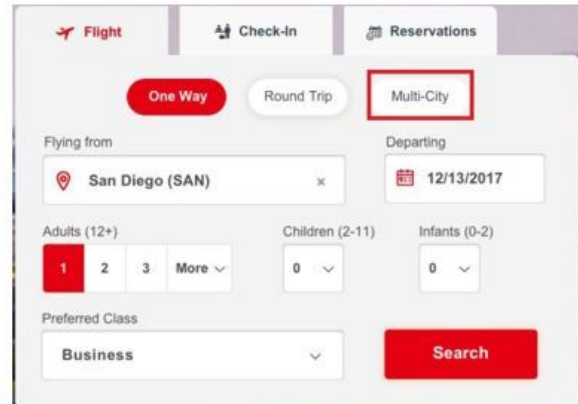 Flight Check-In Reservations
One Way Round Trip Multi-City
Flying from Departing
San Diego (SAN) × 12/13/2017
Adults (12+) Children (2-11) Infants (0-2)
1 2 3 More 0 0
Preferred Class
Business Search